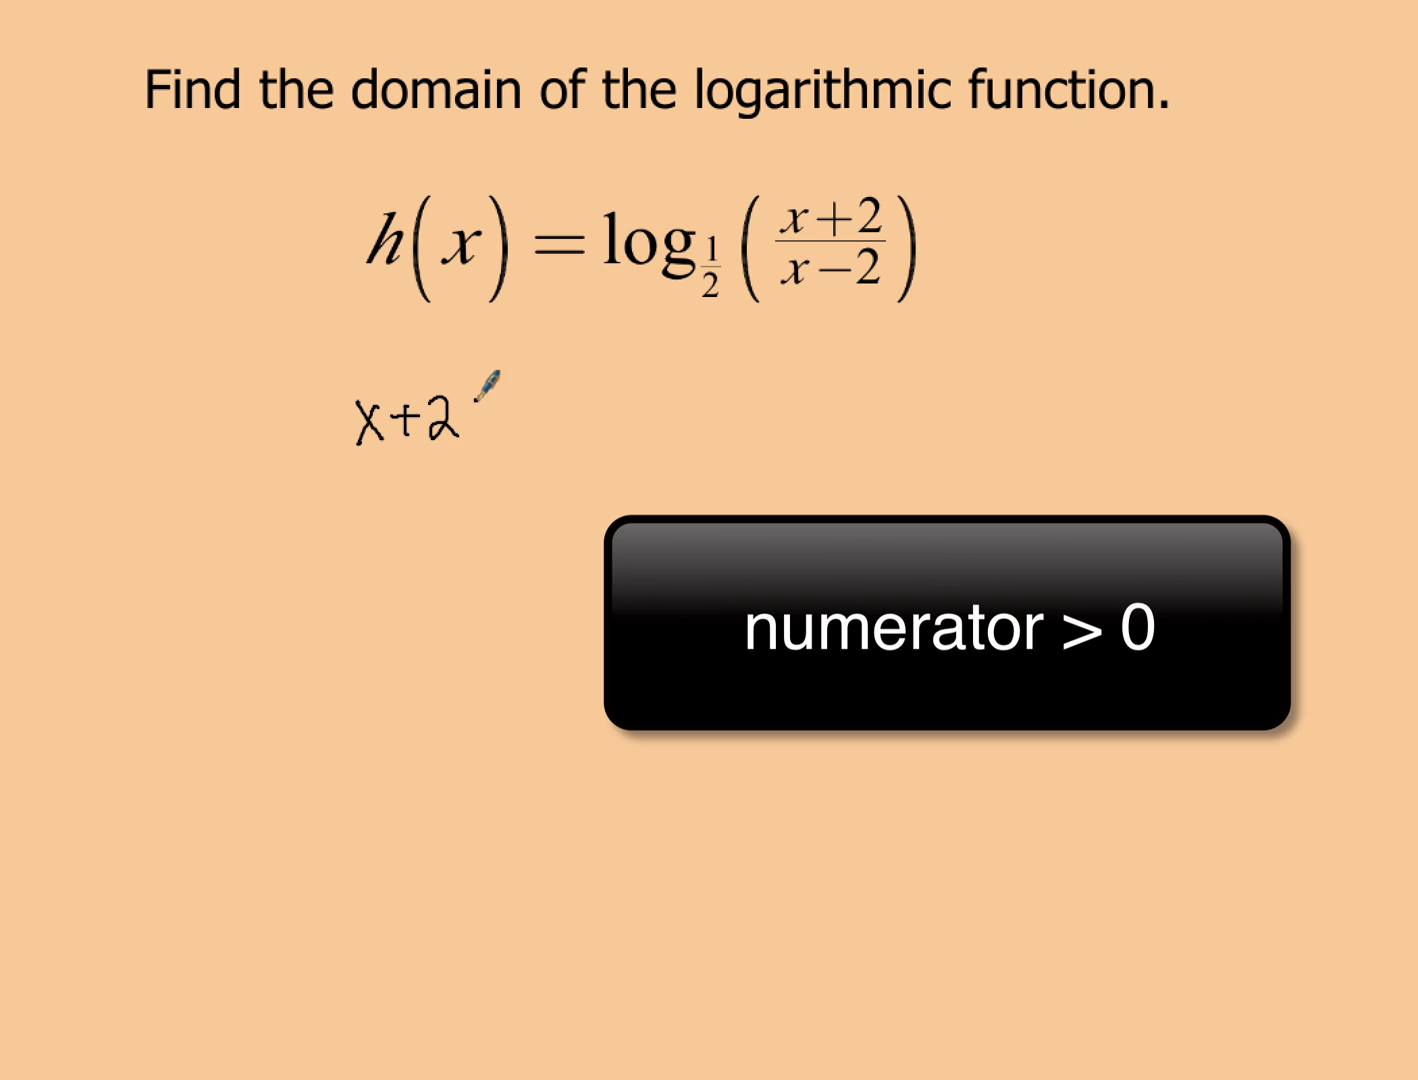 Find the domain of the logarithmic function.
h(x) = log_{1/2} ((x+2)/(x−2))
x+2
numerator > 0